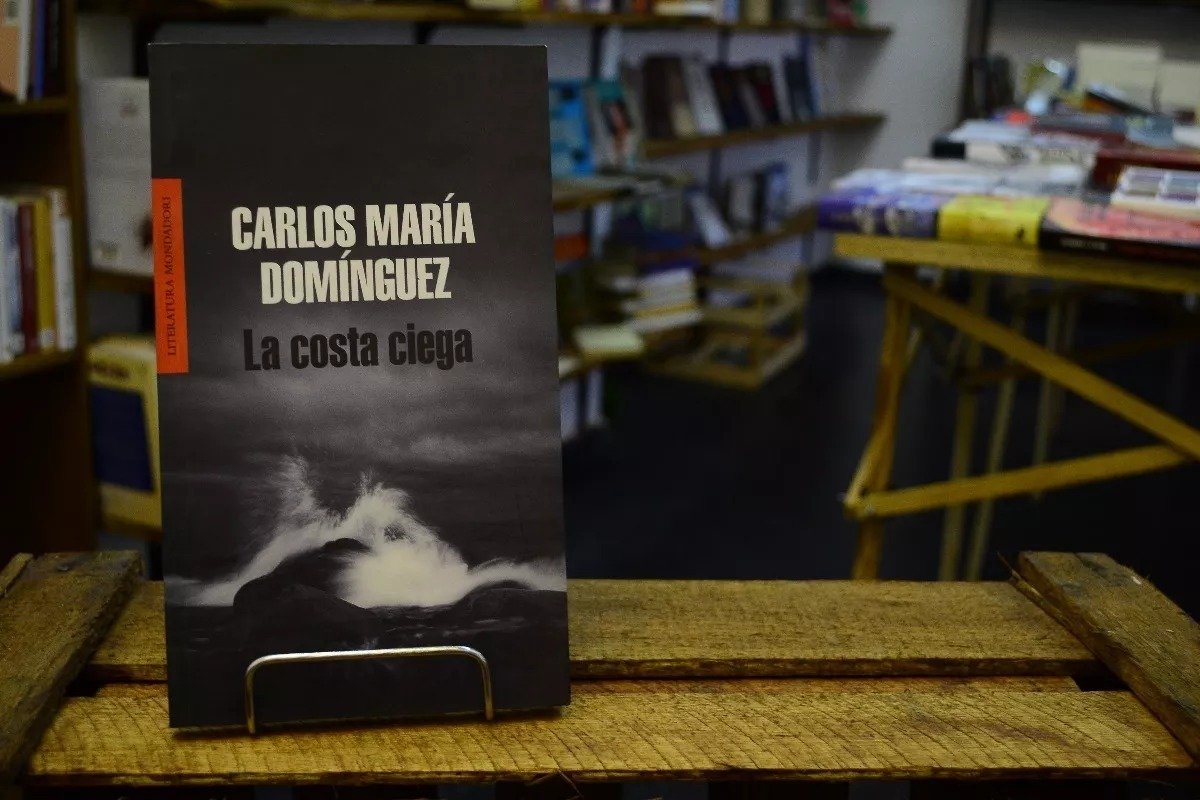 CARLOS MARÍA
DOMÍNGUEZ
La costa ciega
LITERATURA MONDADORI